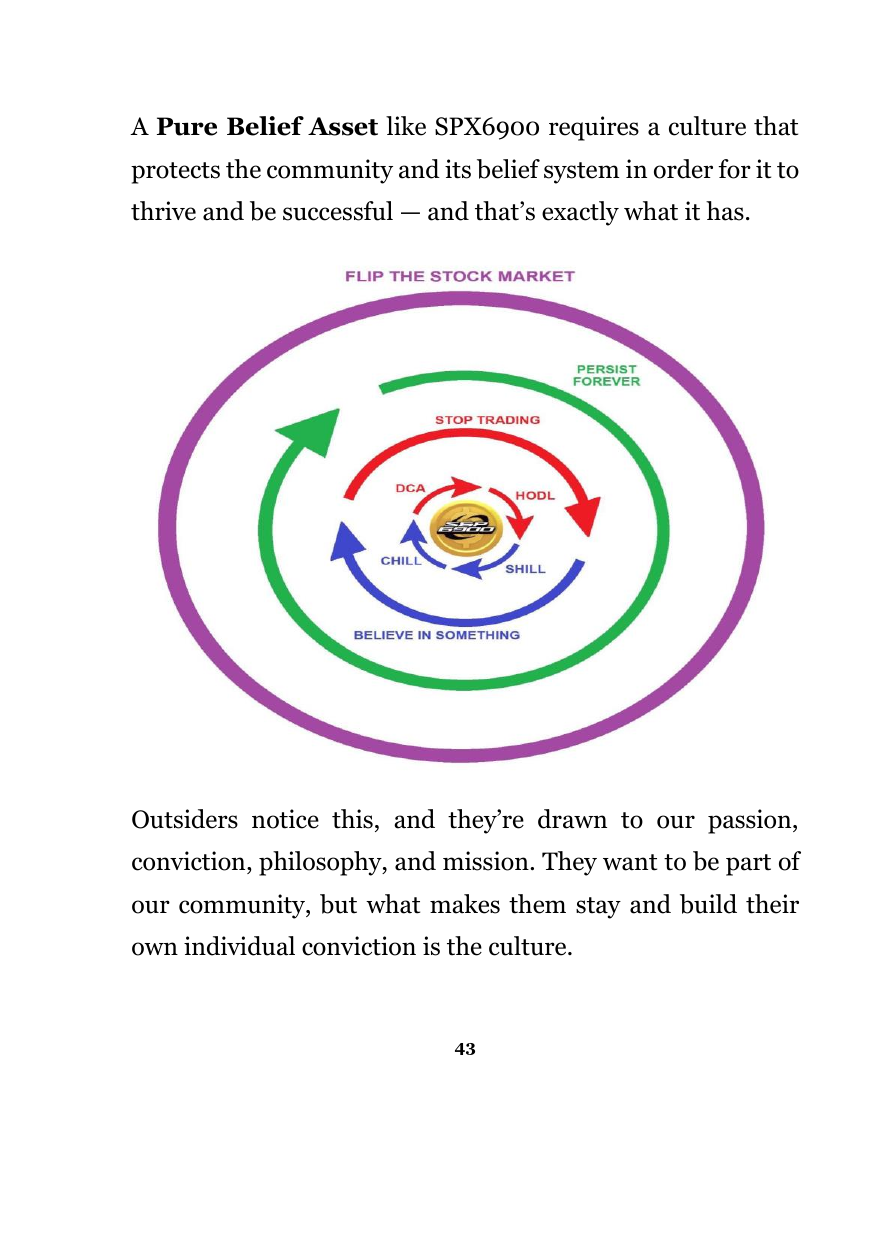 A Pure Belief Asset like SPX6900 requires a culture that
protects the community and its belief system in order for it to
thrive and be successful — and that’s exactly what it has.
FLIP THE STOCK MARKET
PERSIST
FOREVER
STOP TRADING
DCA
HODL
6900
CHILL
SHILL
BELIEVE IN SOMETHING
Outsiders notice this, and they’re drawn to our passion,
conviction, philosophy, and mission. They want to be part of
our community, but what makes them stay and build their
own individual conviction is the culture.
43